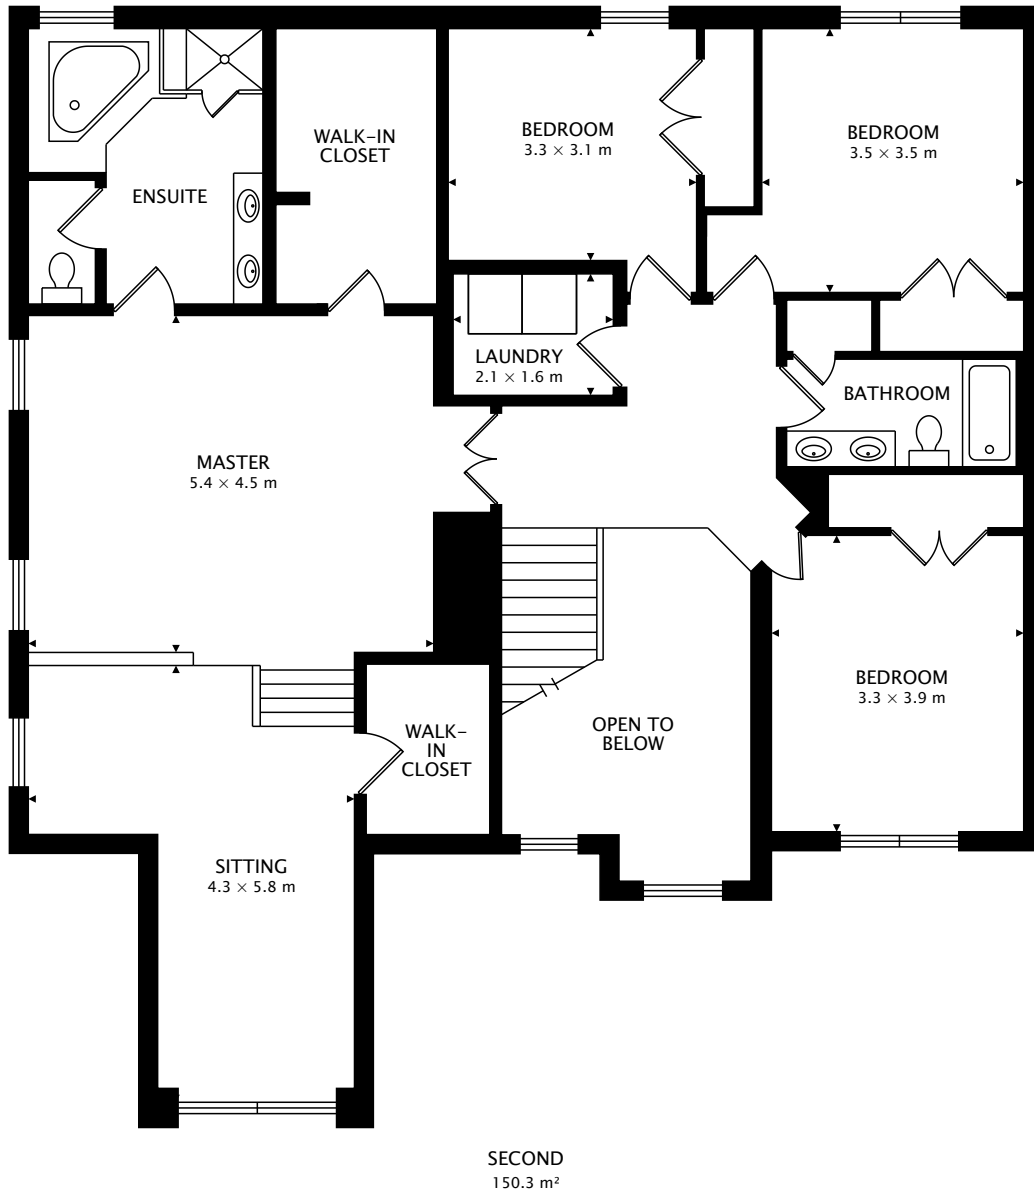 WALK-IN
CLOSET
BEDROOM
3.3 × 3.1 m
BEDROOM
3.5 × 3.5 m
ENSUITE
LAUNDRY
2.1 × 1.6 m
BATHROOM
MASTER
5.4 × 4.5 m
BEDROOM
3.3 × 3.9 m
WALK-
IN
CLOSET
OPEN TO
BELOW
SITTING
4.3 × 5.8 m
SECOND
150.3 m²